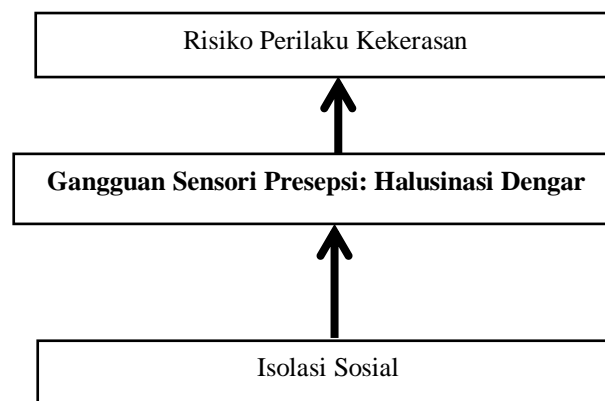 Risiko Perilaku Kekerasan
Gangguan Sensori Presepsi: Halusinasi Dengar
Isolasi Sosial